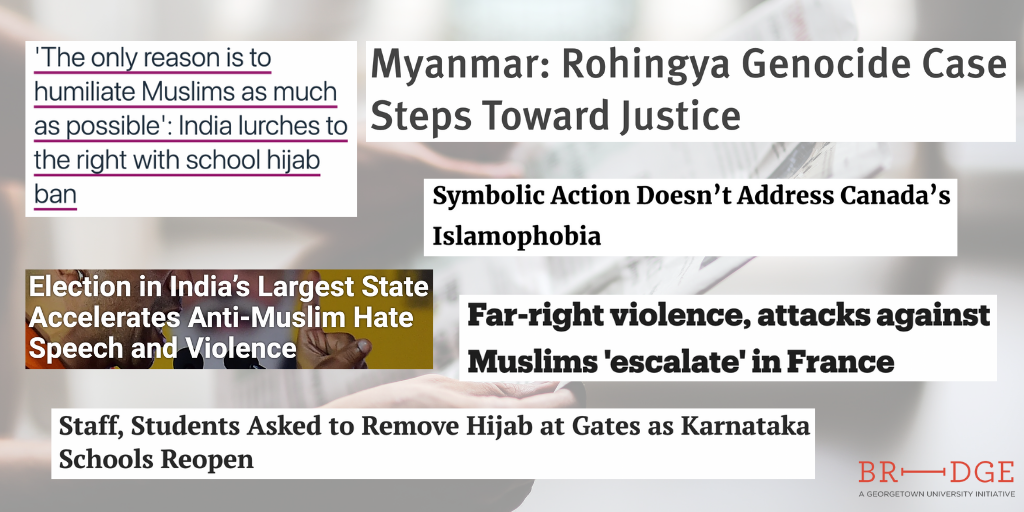 'The only reason is to
humiliate Muslims as much
as possible': India lurches to
the right with school hijab
ban
Myanmar: Rohingya Genocide Case
Steps Toward Justice
Symbolic Action Doesn’t Address Canada’s
Islamophobia
Election in India’s Largest State
Accelerates Anti-Muslim Hate
Speech and Violence
Far-right violence, attacks against
Muslims 'escalate' in France
Staff, Students Asked to Remove Hijab at Gates as Karnataka
Schools Reopen
BRIDGE
A GEORGETOWN UNIVERSITY INITIATIVE